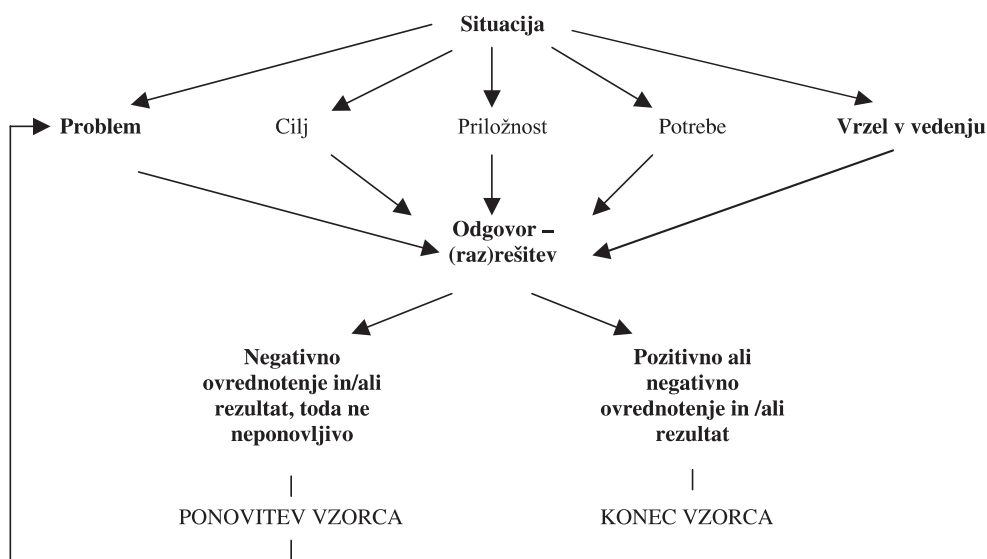 Situacija
Problem
Cilj
Priložnost
Potrebe
Vrzel v vedenju
Odgovor –
(raz)rešitev
Negativno
ovrednotenje in/ali
rezultat, toda ne
neponovljivo
Pozitivno ali
negativno
ovrednotenje in /ali
rezultat
PONOVITEV VZORCA
KONEC VZORCA